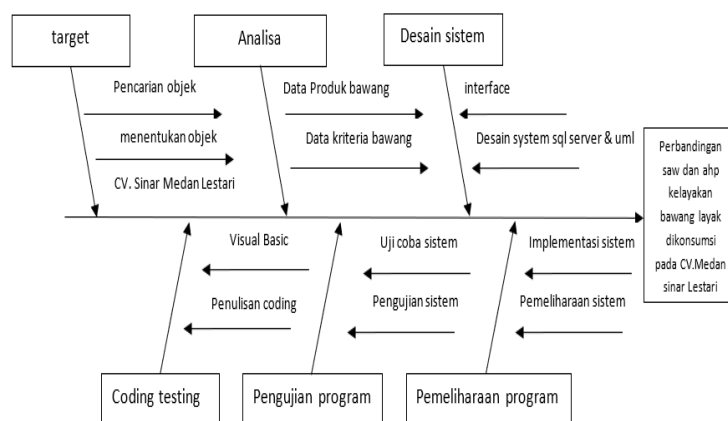 target
Analisa
Desain sistem
Pencarian objek
menentukan objek
CV. Sinar Medan Lestari
Data Produk bawang
Data kriteria bawang
interface
Desain system sql server & uml
Perbandingan
saw dan ahp
kelayakan
bawang layak
dikonsumsi
pada CV.Medan
sinar Lestari
Visual Basic
Penulisan coding
Uji coba sistem
Pengujian sistem
Implementasi sistem
Pemeliharaan sistem
Coding testing
Pengujian program
Pemeliharaan program